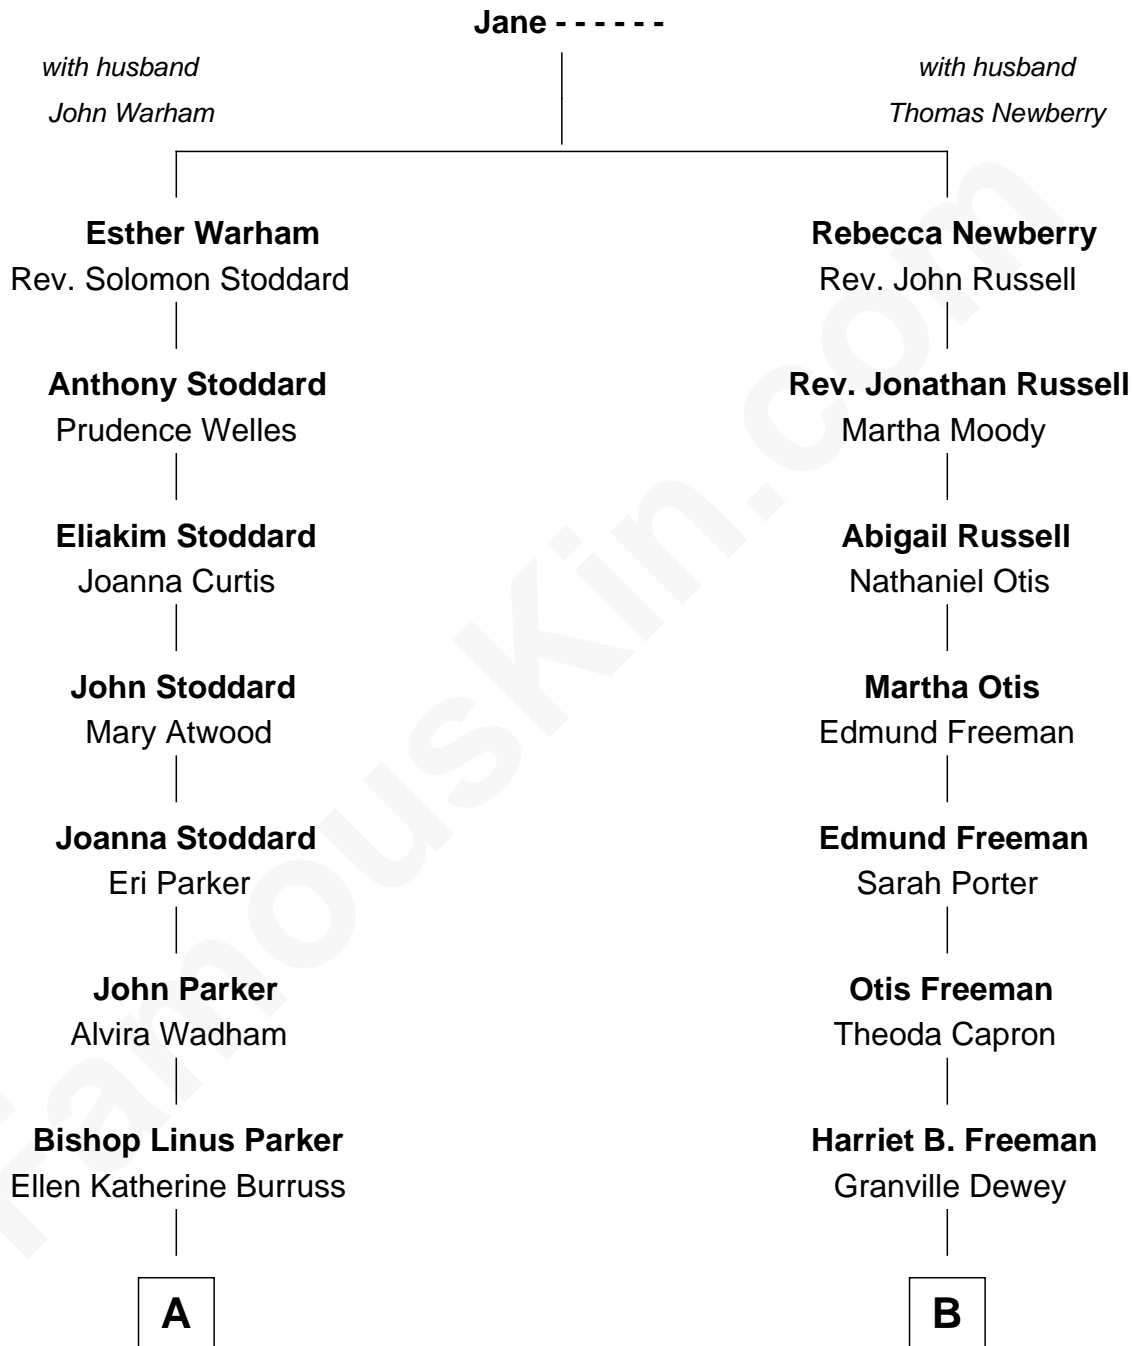 Jane - - - - - -
with husband
John Warham
with husband
Thomas Newberry
Esther Warham
Rev. Solomon Stoddard
Rebecca Newberry
Rev. John Russell
Anthony Stoddard
Prudence Welles
Rev. Jonathan Russell
Martha Moody
Eliakim Stoddard
Joanna Curtis
Abigail Russell
Nathaniel Otis
John Stoddard
Mary Atwood
Martha Otis
Edmund Freeman
Joanna Stoddard
Eri Parker
Edmund Freeman
Sarah Porter
John Parker
Alvira Wadham
Otis Freeman
Theoda Capron
Bishop Linus Parker
Ellen Katherine Burruss
Harriet B. Freeman
Granville Dewey
A
B
FamousKin.com